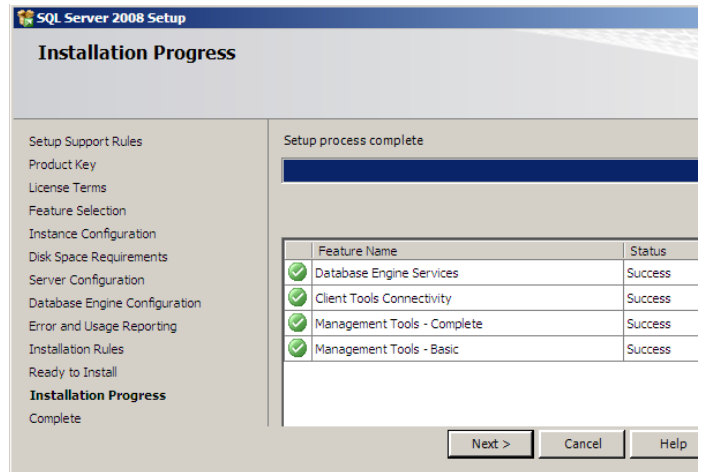 SQL Server 2008 Setup
Installation Progress
Setup Support Rules
Product Key
License Terms
Feature Selection
Instance Configuration
Disk Space Requirements
Server Configuration
Database Engine Configuration
Error and Usage Reporting
Installation Rules
Ready to Install
Installation Progress
Complete
Setup process complete
Feature Name Status
Database Engine Services Success
Client Tools Connectivity Success
Management Tools - Complete Success
Management Tools - Basic Success
Next > Cancel Help